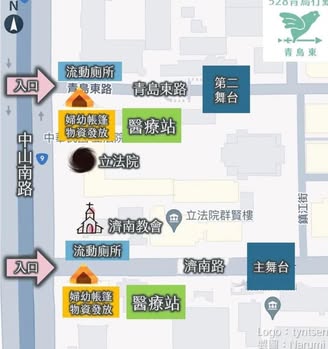 N
528青鳥行動
青島東
入口
流動廁所
青島東路
青島東路
第二
舞台
婦幼帳篷
物資發放
醫療站
立法院
中山南路
9
濟南教會
立法院群賢樓
鎮江街
入口
流動廁所
濟南路
主舞台
婦幼帳篷
物資發放
醫療站
Logo：tyntsen
製圖：Narumi